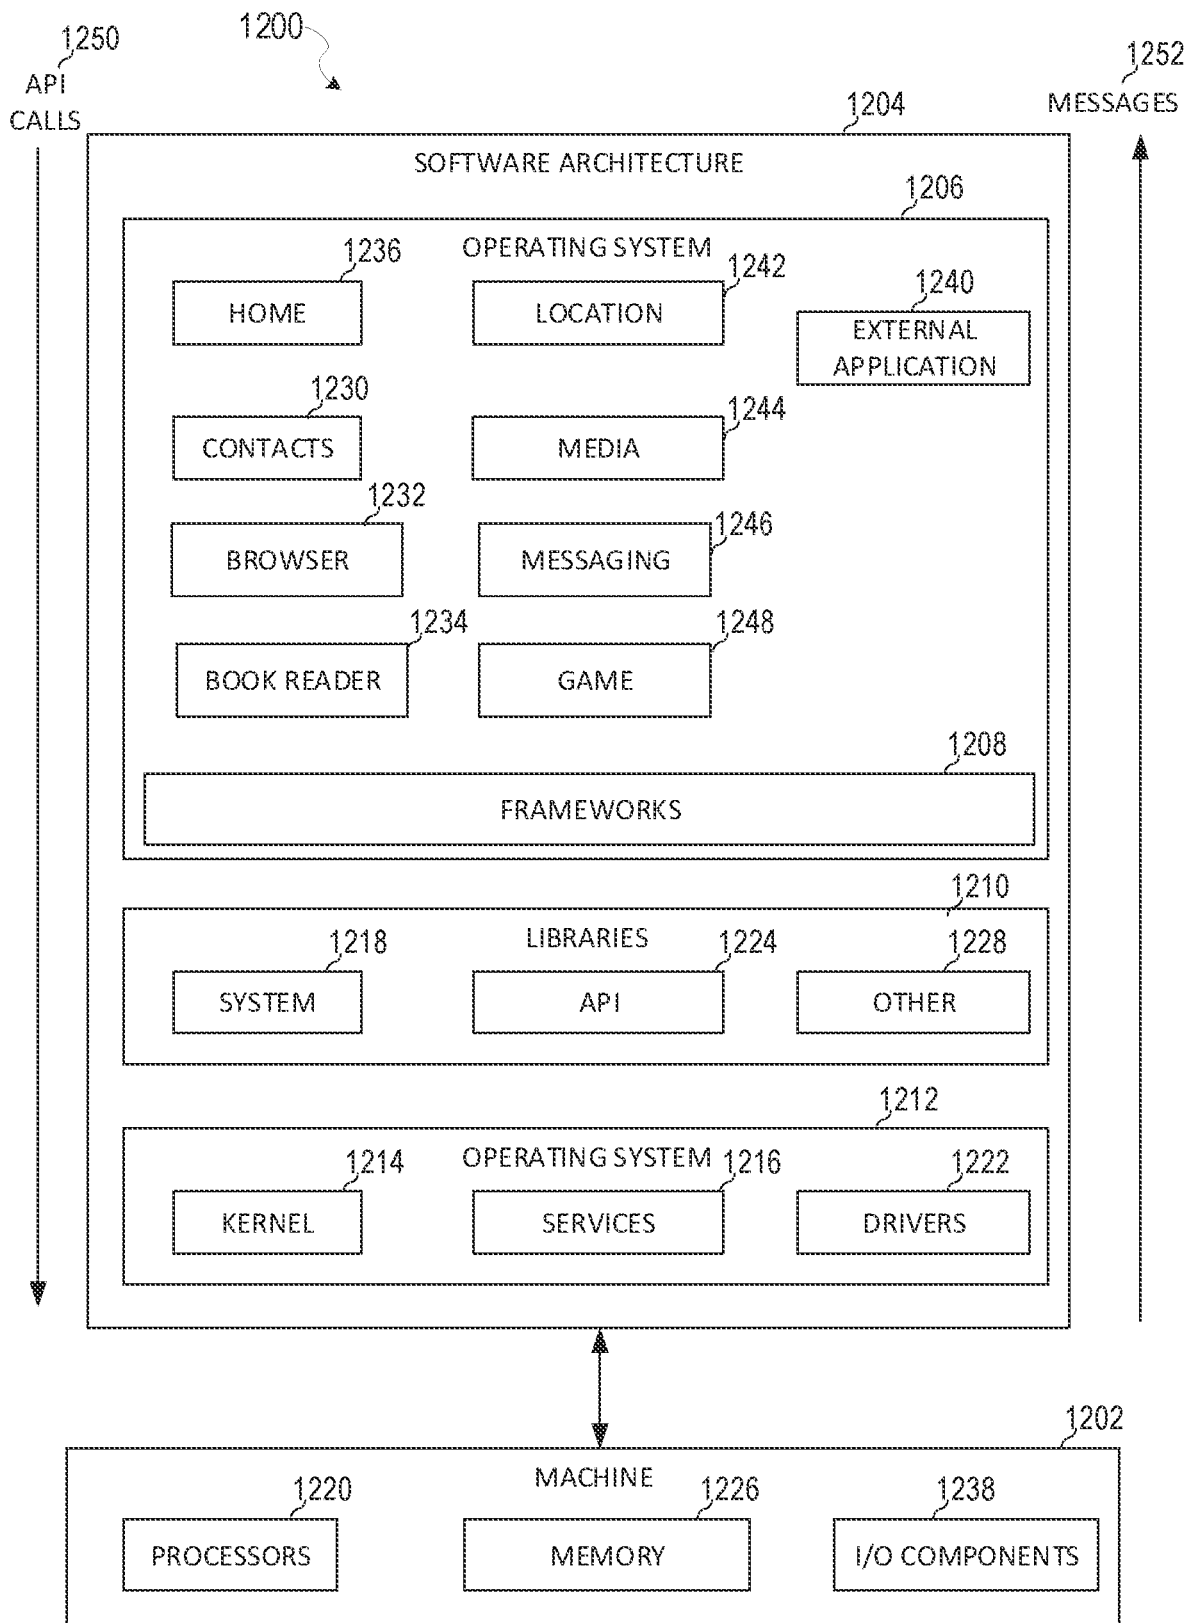 1250
1200
1252
API
CALLS
MESSAGES
1204
SOFTWARE ARCHITECTURE
1206
OPERATING SYSTEM
1236
HOME
1242
LOCATION
1240
EXTERNAL
APPLICATION
1230
CONTACTS
1244
MEDIA
1232
BROWSER
1246
MESSAGING
1234
BOOK READER
1248
GAME
1208
FRAMEWORKS
1210
LIBRARIES
1218
SYSTEM
1224
API
1228
OTHER
1212
OPERATING SYSTEM
1214
KERNEL
1216
SERVICES
1222
DRIVERS
1202
MACHINE
1220
PROCESSORS
1226
MEMORY
1238
I/O COMPONENTS